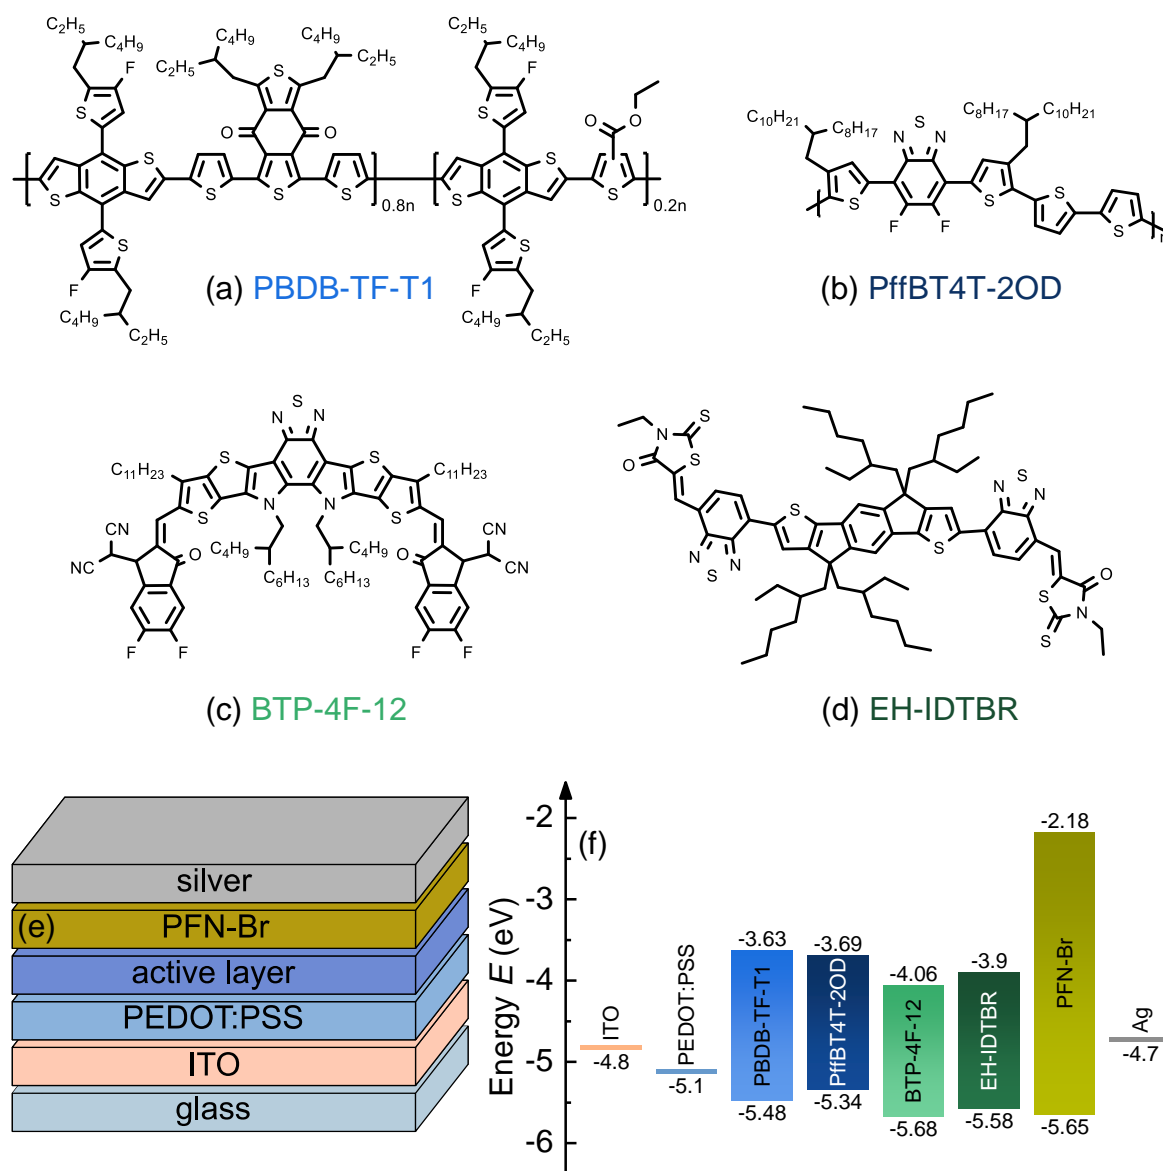 C2H5
C4H9
F
S
C4H9
C2H5
S
C4H9
C2H5
O
O
S
S
S
S
S
0.8n
S
F
C4H9
C2H5
C2H5
C4H9
F
S
O
O
S
S
S
0.2n
S
F
C4H9
C2H5
(a) PBDB-TF-T1
C10H21
C8H17
N
S
N
C8H17
C10H21
S
F
F
S
S
S
n
(b) PffBT4T-2OD
N
S
N
C11H23
S
S
C11H23
S
N
N
S
CN
NC
CN
O
C4H9
C6H13
C4H9
C6H13
O
CN
CN
F
F
F
F
(c) BTP-4F-12
N
S
S
O
N
N
S
S
S
N
S
N
O
S
N
S
(d) EH-IDTBR
silver
(e) PFN-Br
active layer
PEDOT:PSS
ITO
glass
(f)
Energy E (eV)
-2
-3
-4
-5
-6
ITO
-4.8
PEDOT:PSS
-5.1
-3.63
PBDB-TF-T1
-5.48
-3.69
PffBT4T-2OD
-5.34
-4.06
BTP-4F-12
-5.68
-3.9
EH-IDTBR
-5.58
-2.18
PFN-Br
-5.65
Ag
-4.7